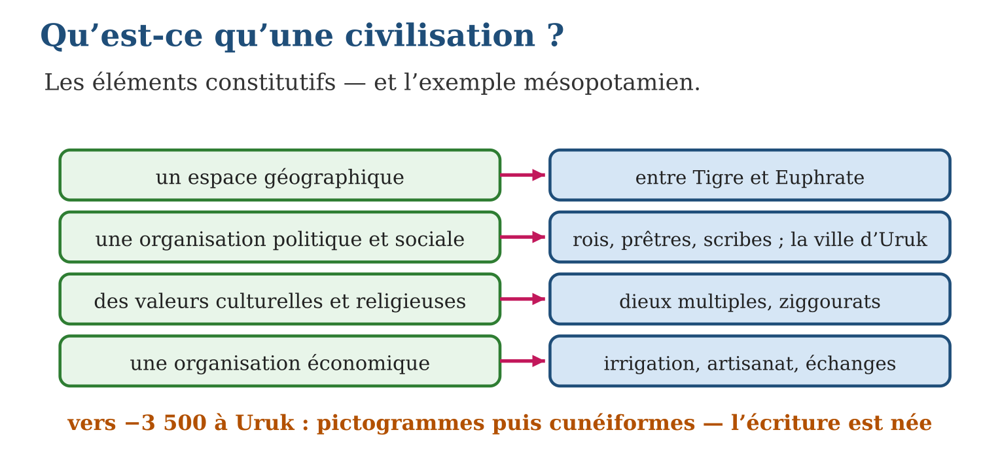 Qu’est-ce qu’une civilisation ?
Les éléments constitutifs — et l’exemple mésopotamien.
un espace géographique
entre Tigre et Euphrate
une organisation politique et sociale
rois, prêtres, scribes ; la ville d’Uruk
des valeurs culturelles et religieuses
dieux multiples, ziggourats
une organisation économique
irrigation, artisanat, échanges
vers −3 500 à Uruk : pictogrammes puis cunéiformes — l’écriture est née